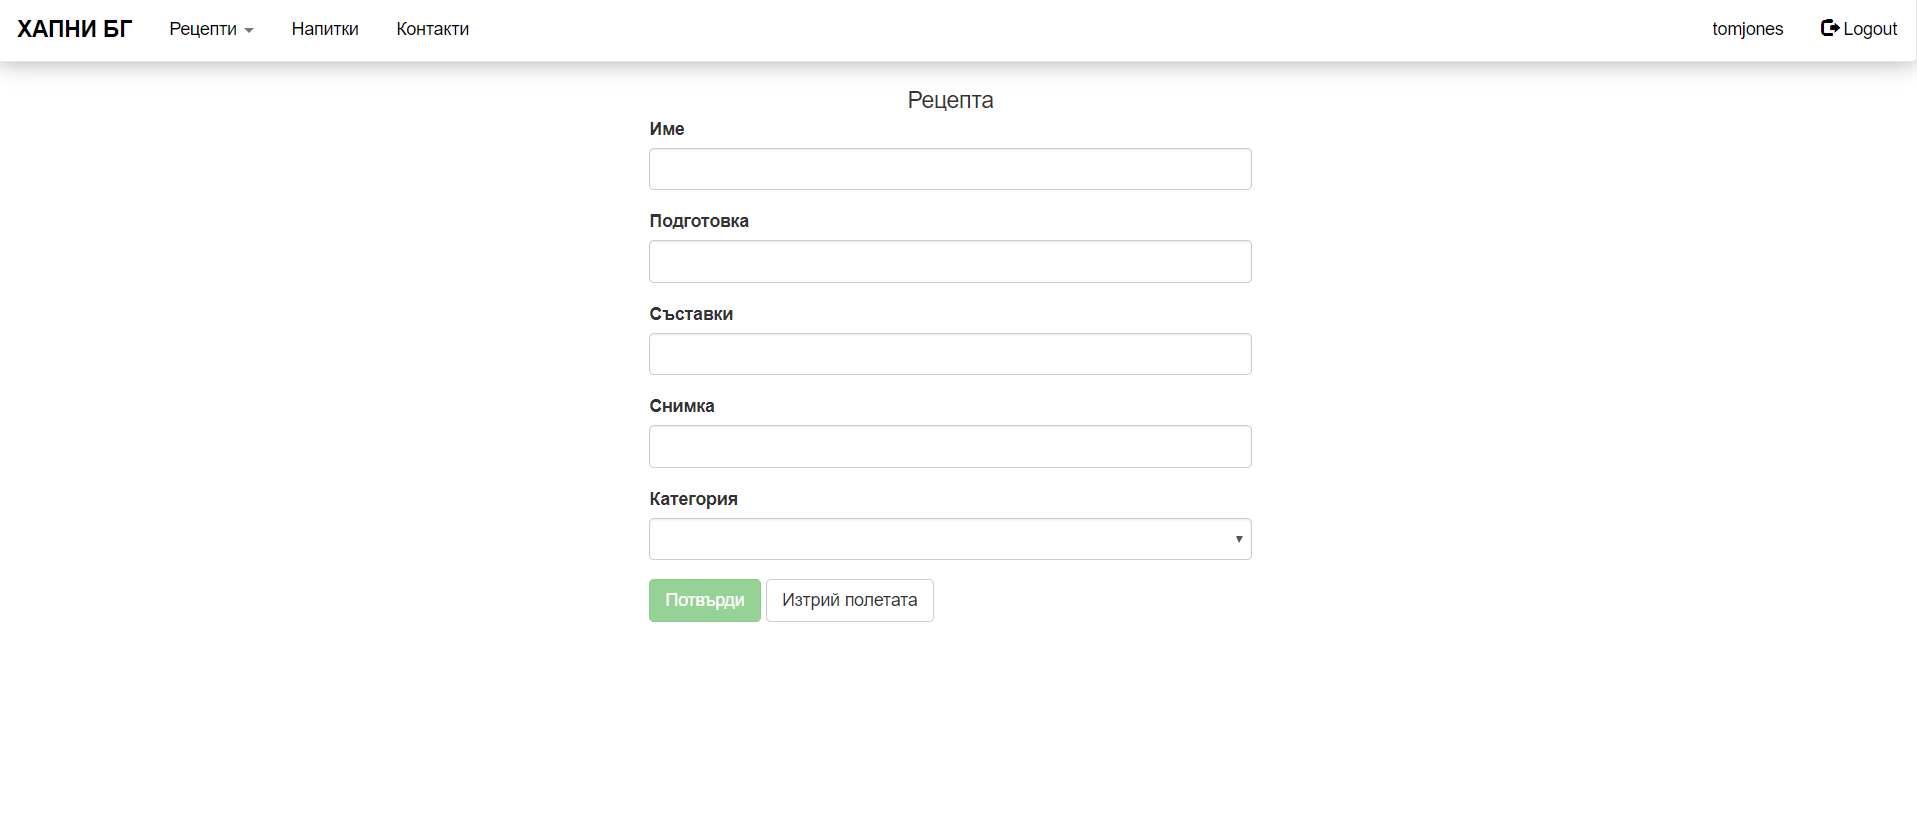 ХАПНИ БГ Рецепти Напитки Контакти tomjones Logout
Рецепта
Име
Подготовка
Съставки
Снимка
Категория
Потвърди Изтрий полетата